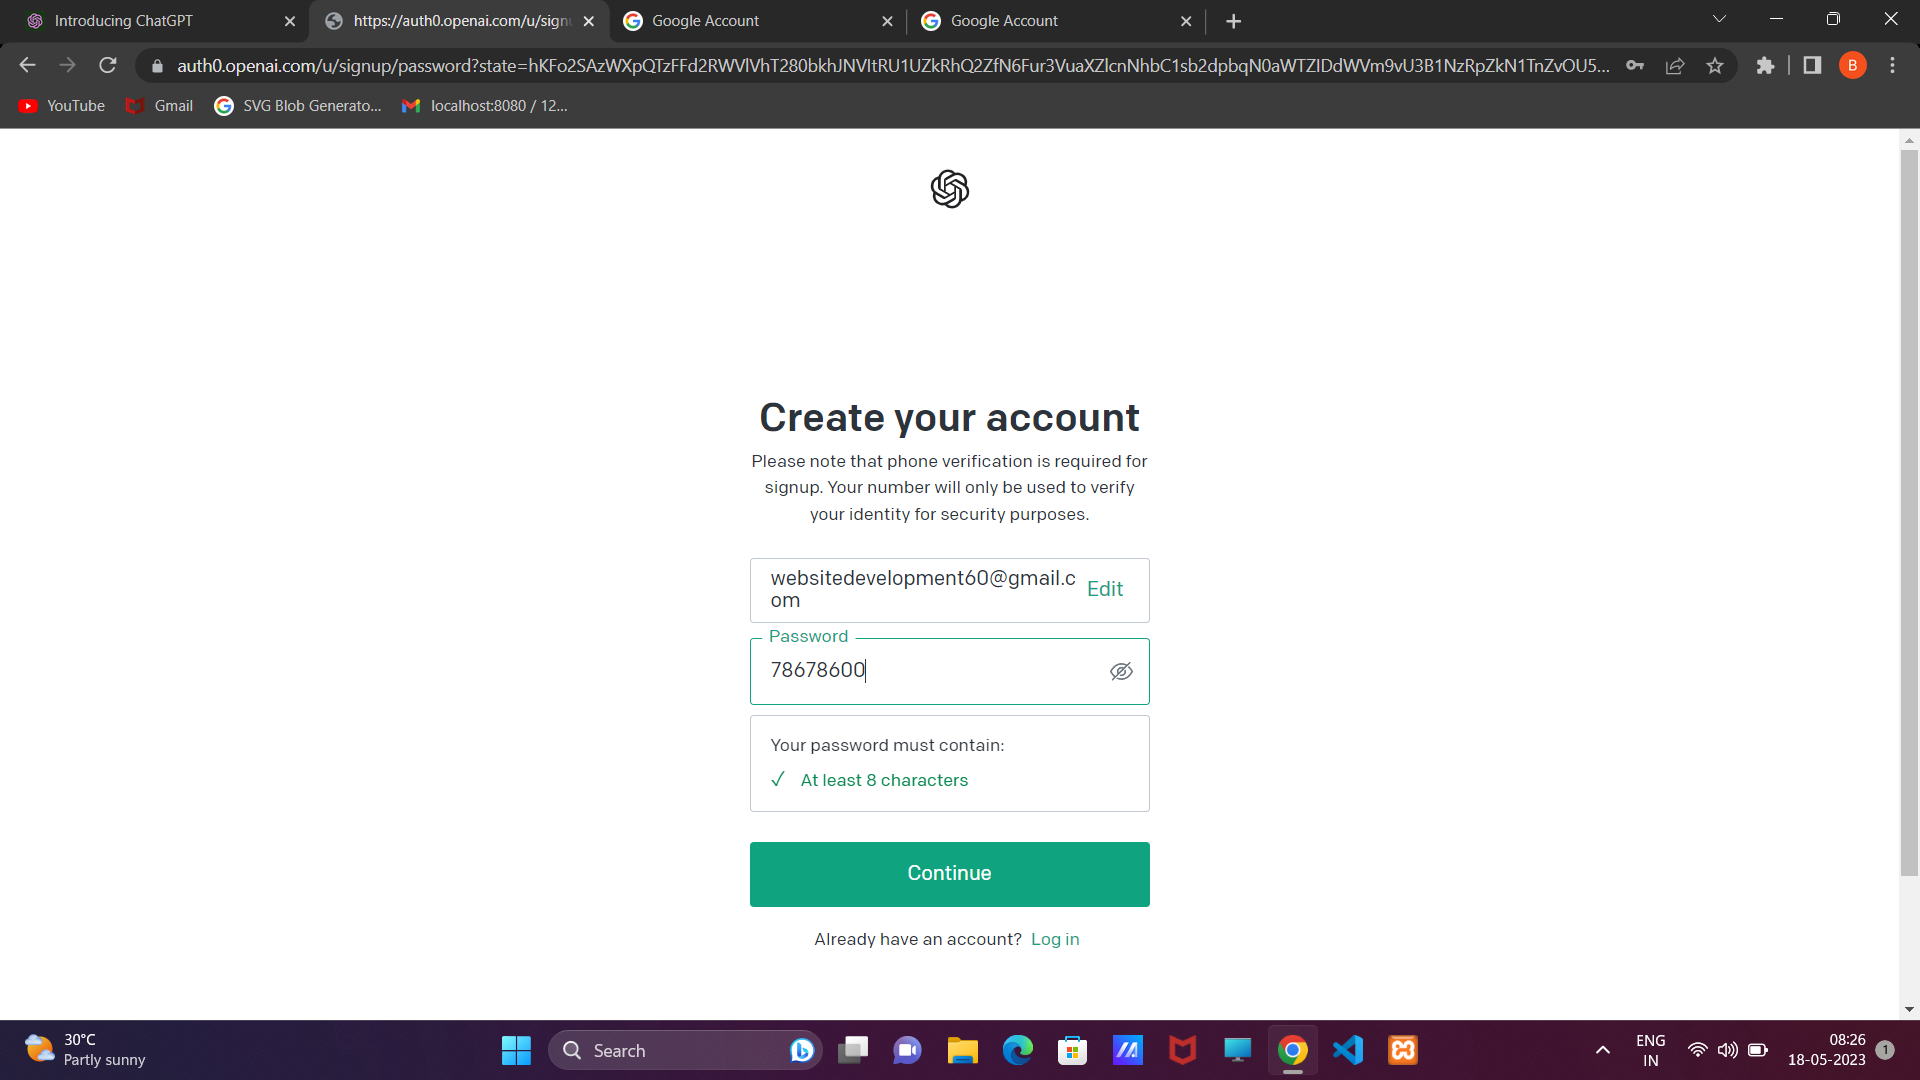 Introducing ChatGPT
https://auth0.openai.com/u/sign
Google Account
Google Account
auth0.openai.com/u/signup/password?state=hKFo2SAzWXpQTzFFd2RWVlVhT280bkhJNVItRU1UZkRhQ2ZfN6Fur3VuaXZlcnNhbC1sb2dpbqN0aWTZIDdWVm9vU3B1NzRpZkN1TnZvOU5...
B
YouTube
Gmail
SVG Blob Generato...
localhost:8080 / 12...
Create your account
Please note that phone verification is required for
signup. Your number will only be used to verify
your identity for security purposes.
websitedevelopment60@gmail.c
om
Edit
Password
78678600
Your password must contain:
At least 8 characters
Continue
Already have an account? Log in
30°C
Partly sunny
Search
ENG
IN
08:26
18-05-2023
1